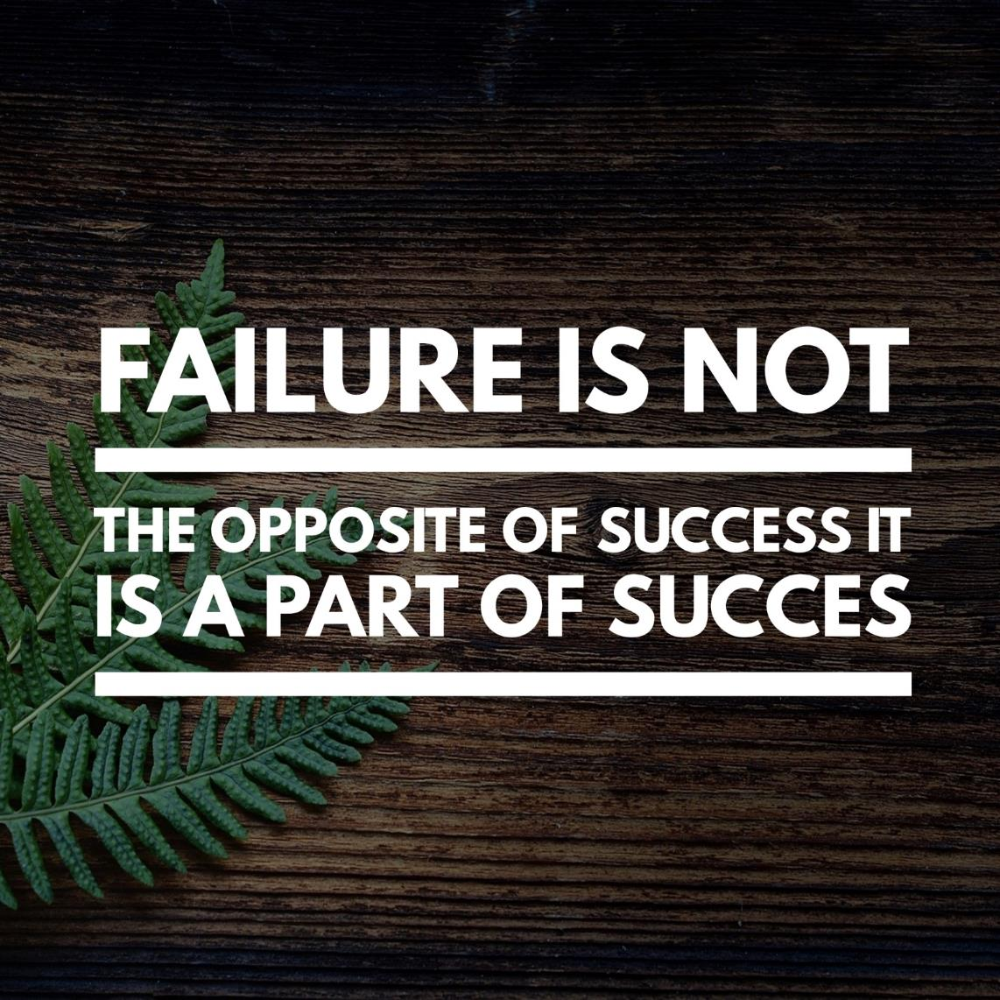 FAILURE IS NOT
THE OPPOSITE OF SUCCESS IT
IS A PART OF SUCCES